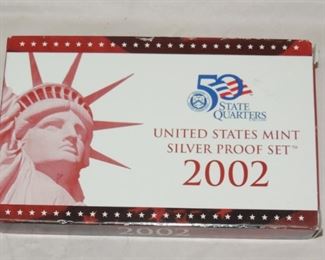 50
STATE
QUARTERS
UNITED STATES MINT
SILVER PROOF SET™
2002
2002